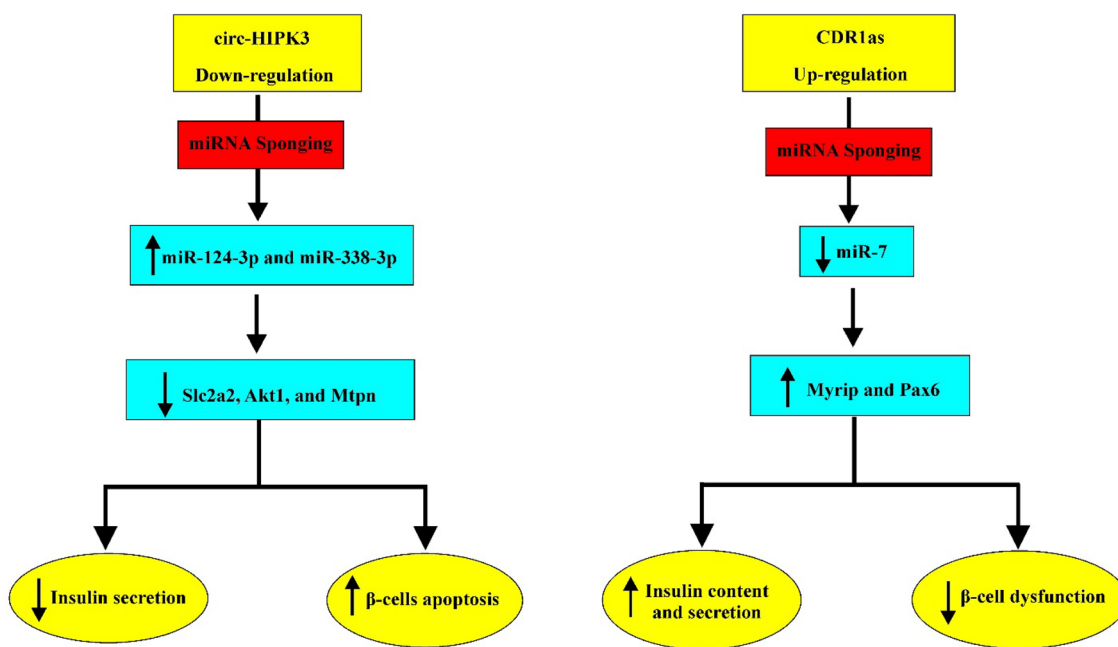 circ-HIPK3
Down-regulation
miRNA Sponging
miR-124-3p and miR-338-3p
Slc2a2, Akt1, and Mtpn
Insulin secretion
β-cells apoptosis
CDR1as
Up-regulation
miRNA Sponging
miR-7
Myrip and Pax6
Insulin content
and secretion
β-cell dysfunction